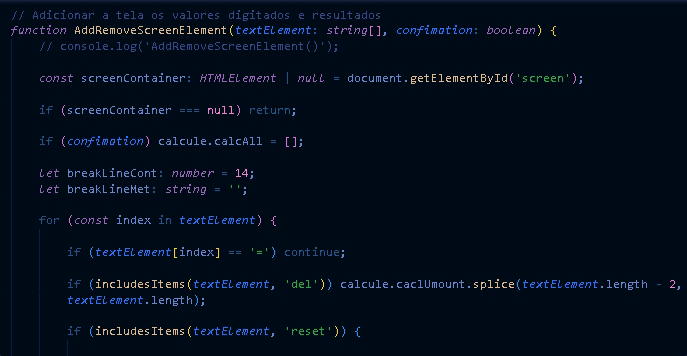 // Adicionar a tela os valores digitados e resultados
function AddRemoveScreenElement(textElement: string[], confimation: boolean) {
// console.log('AddRemoveScreenElement()');
const screenContainer: HTMLElement | null = document.getElementById('screen');
if (screenContainer === null) return;
if (confimation) calcule.calcAll = [];
let breakLineCont: number = 14;
let breakLineMet: string = '';
for (const index in textElement) {
if (textElement[index] == '=') continue;
if (includesItems(textElement, 'del')) calcule.caclUmount.splice(textElement.length - 2,
textElement.length);
if (includesItems(textElement, 'reset')) {